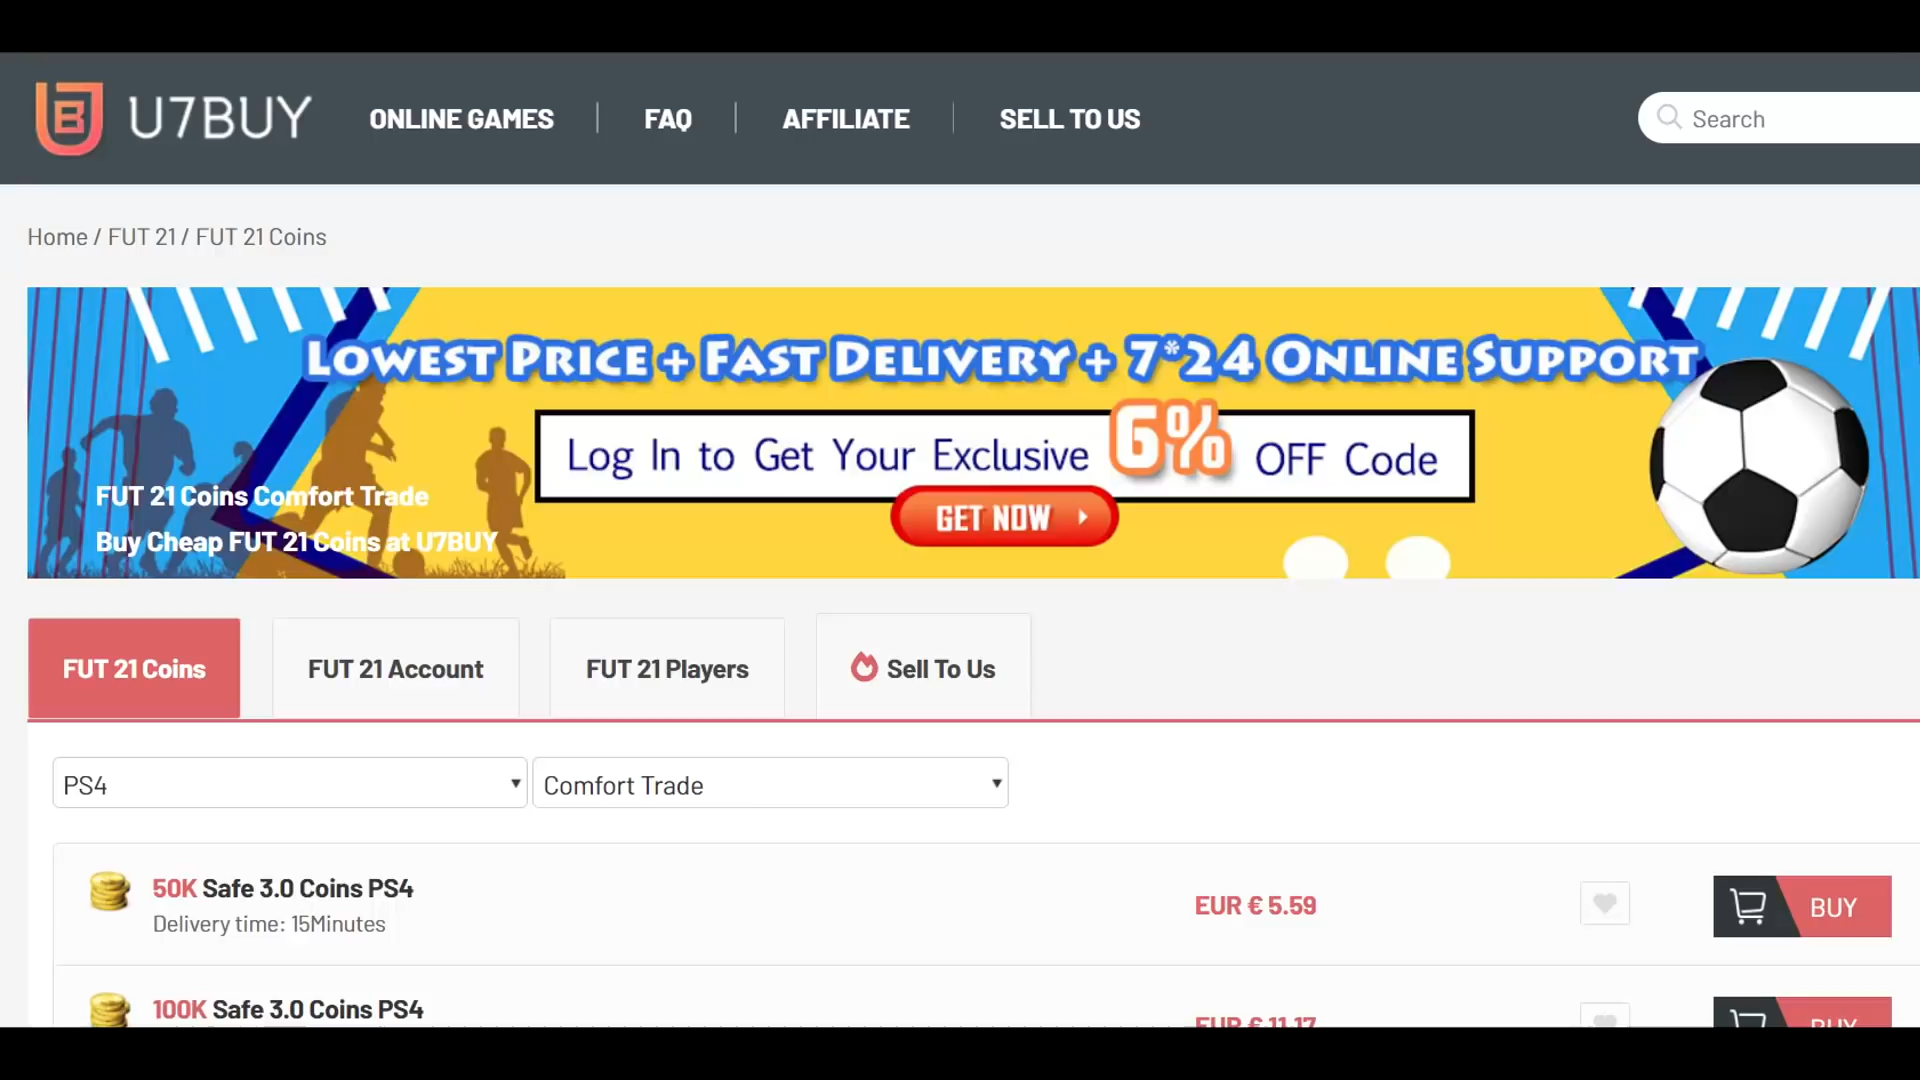 U7BUY
ONLINE GAMES
FAQ
AFFILIATE
SELL TO US
Search
Home / FUT 21 / FUT 21 Coins
LOWEST PRICE + FAST DELIVERY + 7*24 ONLINE SUPPORT
Log In to Get Your Exclusive 6% OFF Code
GET NOW
FUT 21 Coins Comfort Trade
Buy Cheap FUT 21 Coins at U7BUY
FUT 21 Coins
FUT 21 Account
FUT 21 Players
Sell To Us
PS4
Comfort Trade
50K Safe 3.0 Coins PS4
Delivery time: 15Minutes
EUR € 5.59
BUY
100K Safe 3.0 Coins PS4
EUR € 11.17
BUY